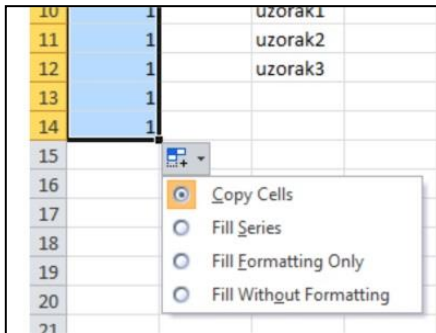 10 1 uzorak1
11 1 uzorak2
12 1 uzorak3
13 1
14 1
15
16 Copy Cells
17 Fill Series
18 Fill Formatting Only
19
20 Fill Without Formatting
21